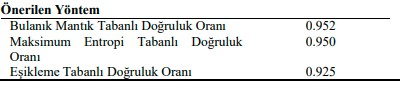 Önerilen Yöntem
Bulanık Mantık Tabanlı Doğruluk Oranı 0.952
Maksimum Entropi Tabanlı Doğruluk 0.950
Oranı
Eşikleme Tabanlı Doğruluk Oranı 0.925